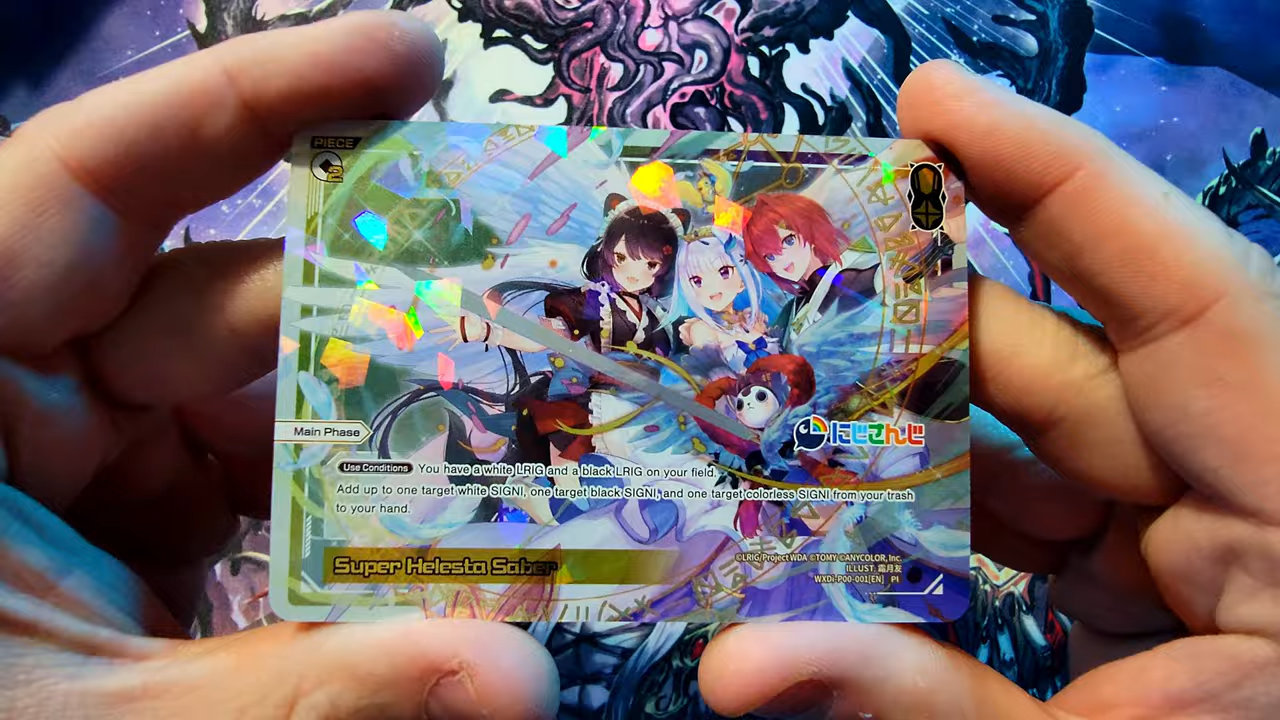 PIECE
2
Main Phase
にじさんじ
Use Conditions You have a white LRIG and a black LRIG on your field.
Add up to one target white SIGNI, one target black SIGNI, and one target colorless SIGNI from your trash
to your hand.
Super Helesta Saber
©LRIG/Project WDA ©TOMY ©ANYCOLOR, Inc.
ILLUST. 霜月友
WXDi-P00-001[EN] PI